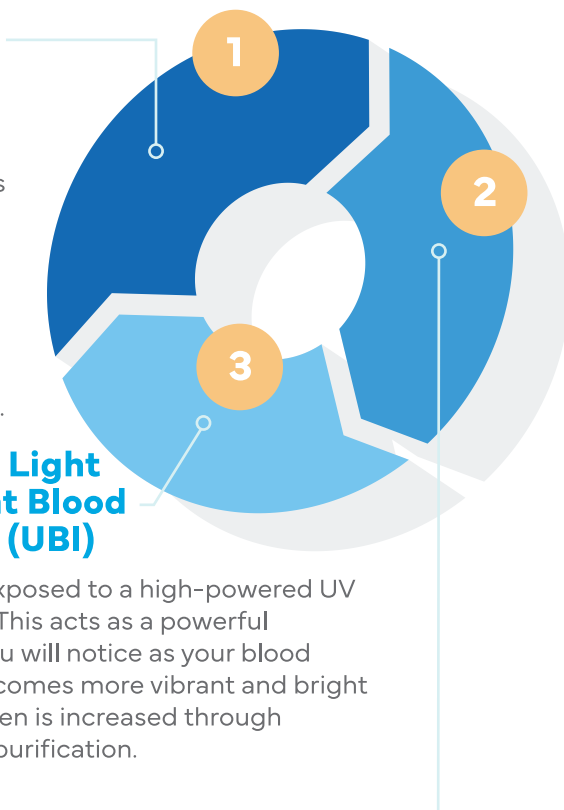 1
2
s
3
.
Light
t Blood
(UBI)
xposed to a high-powered UV
This acts as a powerful
u will notice as your blood
comes more vibrant and bright
en is increased through
purification.